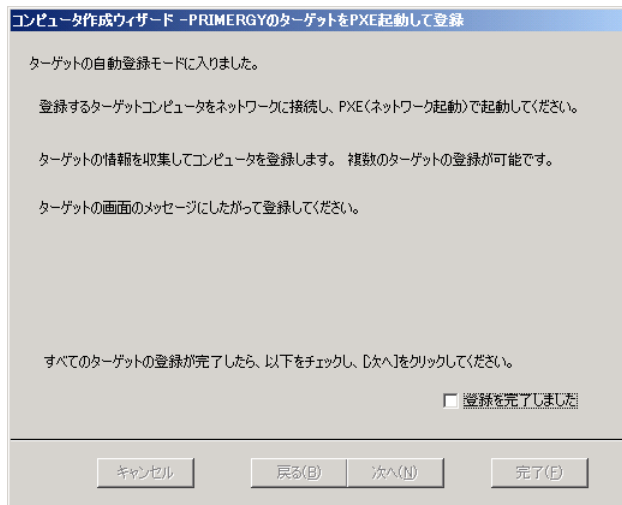 コンピュータ作成ウィザード －PRIMERGYのターゲットをPXE起動して登録
ターゲットの自動登録モードに入りました。
登録するターゲットコンピュータをネットワークに接続し、PXE（ネットワーク起動）で起動してください。
ターゲットの情報を収集してコンピュータを登録します。 複数のターゲットの登録が可能です。
ターゲットの画面のメッセージにしたがって登録してください。
すべてのターゲットの登録が完了したら、以下をチェックし、［次へ］をクリックしてください。
登録を完了しました
キャンセル 戻る(B) 次へ(N) 完了(F)